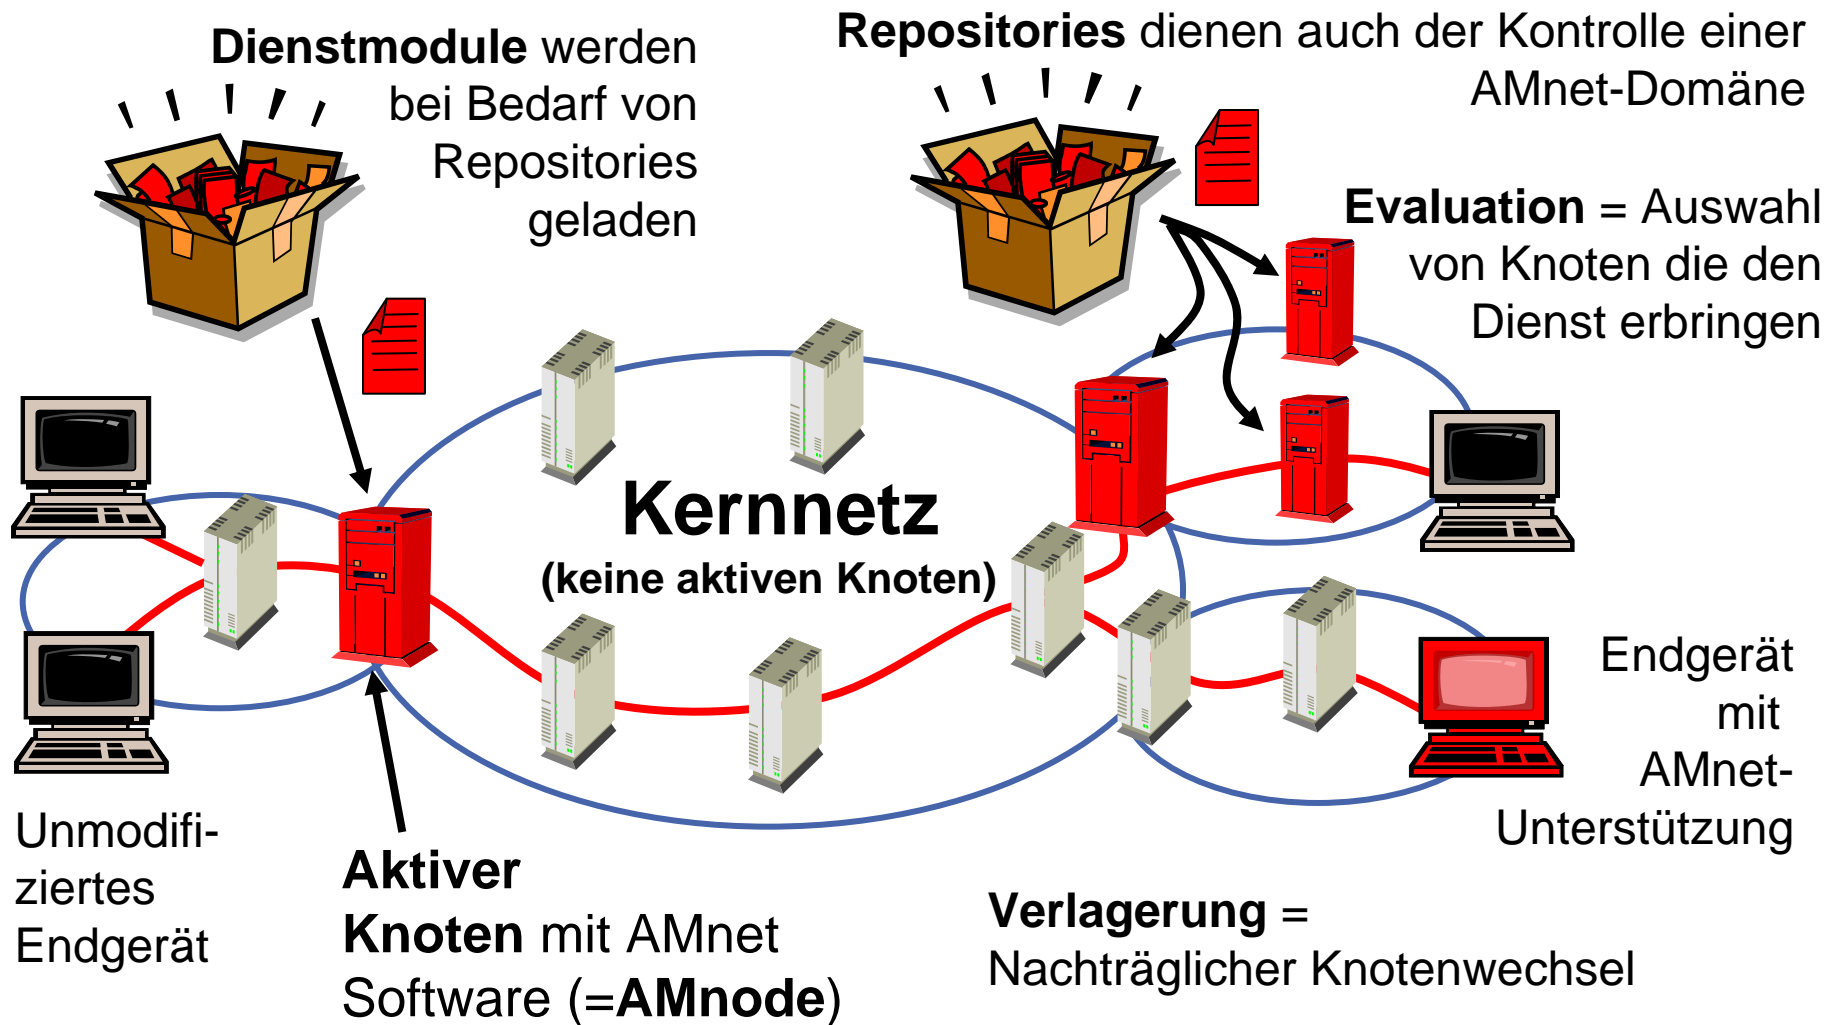 Dienstmodule werden
bei Bedarf von
Repositories
geladen
Repositories dienen auch der Kontrolle einer
AMnet-Domäne
Evaluation = Auswahl
von Knoten die den
Dienst erbringen
Kernnetz
(keine aktiven Knoten)
Endgerät
mit
AMnet-
Unterstützung
Unmodifi-
ziertes
Endgerät
Aktiver
Knoten mit AMnet
Software (=AMnode)
Verlagerung =
Nachträglicher Knotenwechsel